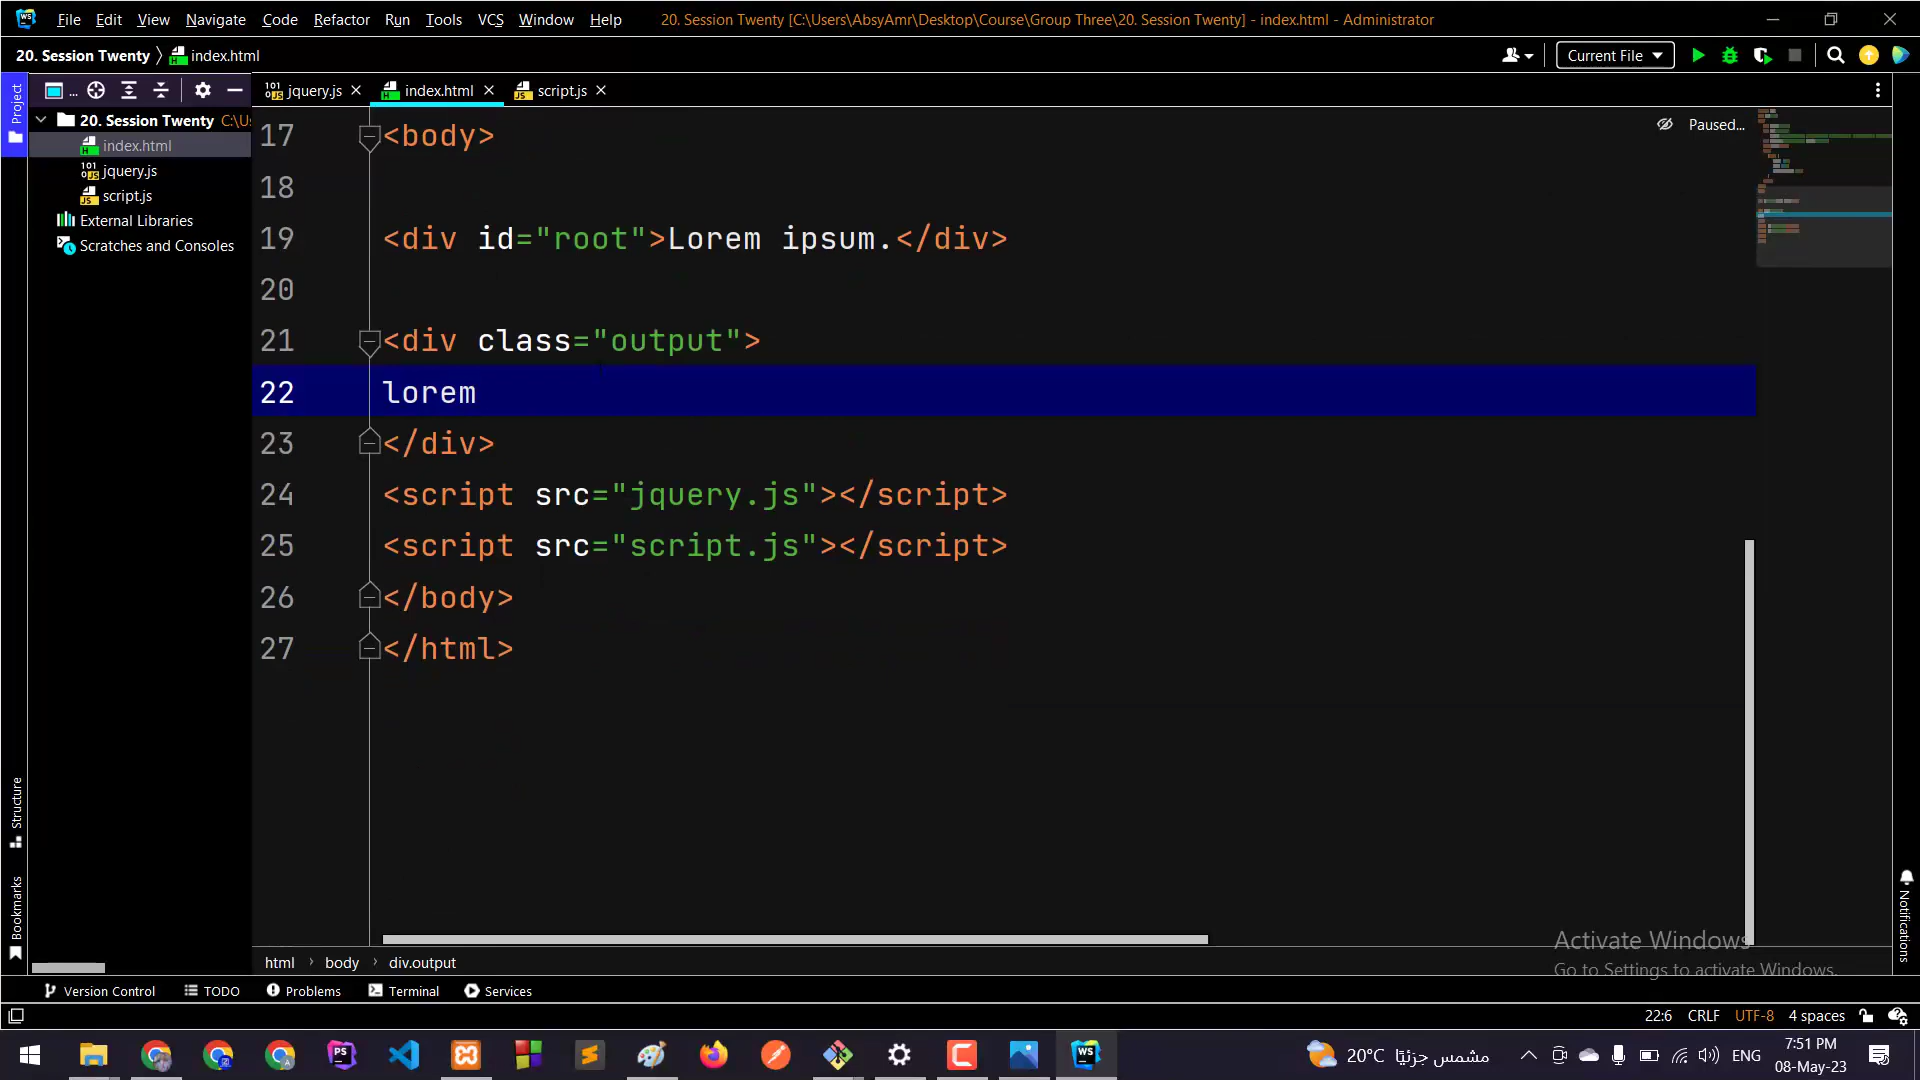 File Edit View Navigate Code Refactor Run Tools VCS Window Help 20. Session Twenty [C:\Users\AbsyAmr\Desktop\Course\Group Three\20. Session Twenty] - index.html - Administrator
20. Session Twenty index.html Current File
Project ... jquery.js index.html script.js
20. Session Twenty C:\Us
index.html
jquery.js
script.js
External Libraries
Scratches and Consoles
Paused...
17 <body>
18
19 <div id="root">Lorem ipsum.</div>
20
21 <div class="output">
22 lorem
23 </div>
24 <script src="jquery.js"></script>
25 <script src="script.js"></script>
26 </body>
27 </html>
Structure
Bookmarks
Notifications
Activate Windows
Go to Settings to activate Windows.
html › body › div.output
Version Control TODO Problems Terminal Services
22:6 CRLF UTF-8 4 spaces
20°C مشمس جزئيًا ENG 7:51 PM
08-May-23